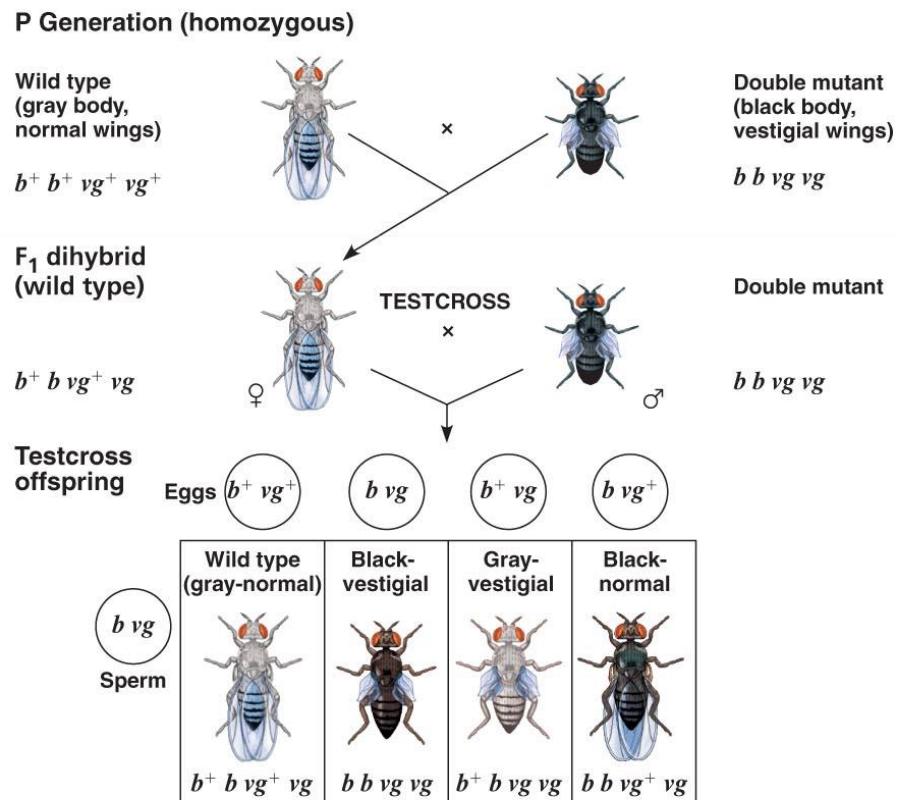 P Generation (homozygous)
Wild type
(gray body,
normal wings)
b⁺ b⁺ vg⁺ vg⁺
×
Double mutant
(black body,
vestigial wings)
b b vg vg
F₁ dihybrid
(wild type)
b⁺ b vg⁺ vg
♀
TESTCROSS
×
♂
Double mutant
b b vg vg
Testcross
offspring
Eggs
b⁺ vg⁺
b vg
b⁺ vg
b vg⁺
b vg
Sperm
Wild type
(gray-normal)
b⁺ b vg⁺ vg
Black-
vestigial
b b vg vg
Gray-
vestigial
b⁺ b vg vg
Black-
normal
b b vg⁺ vg